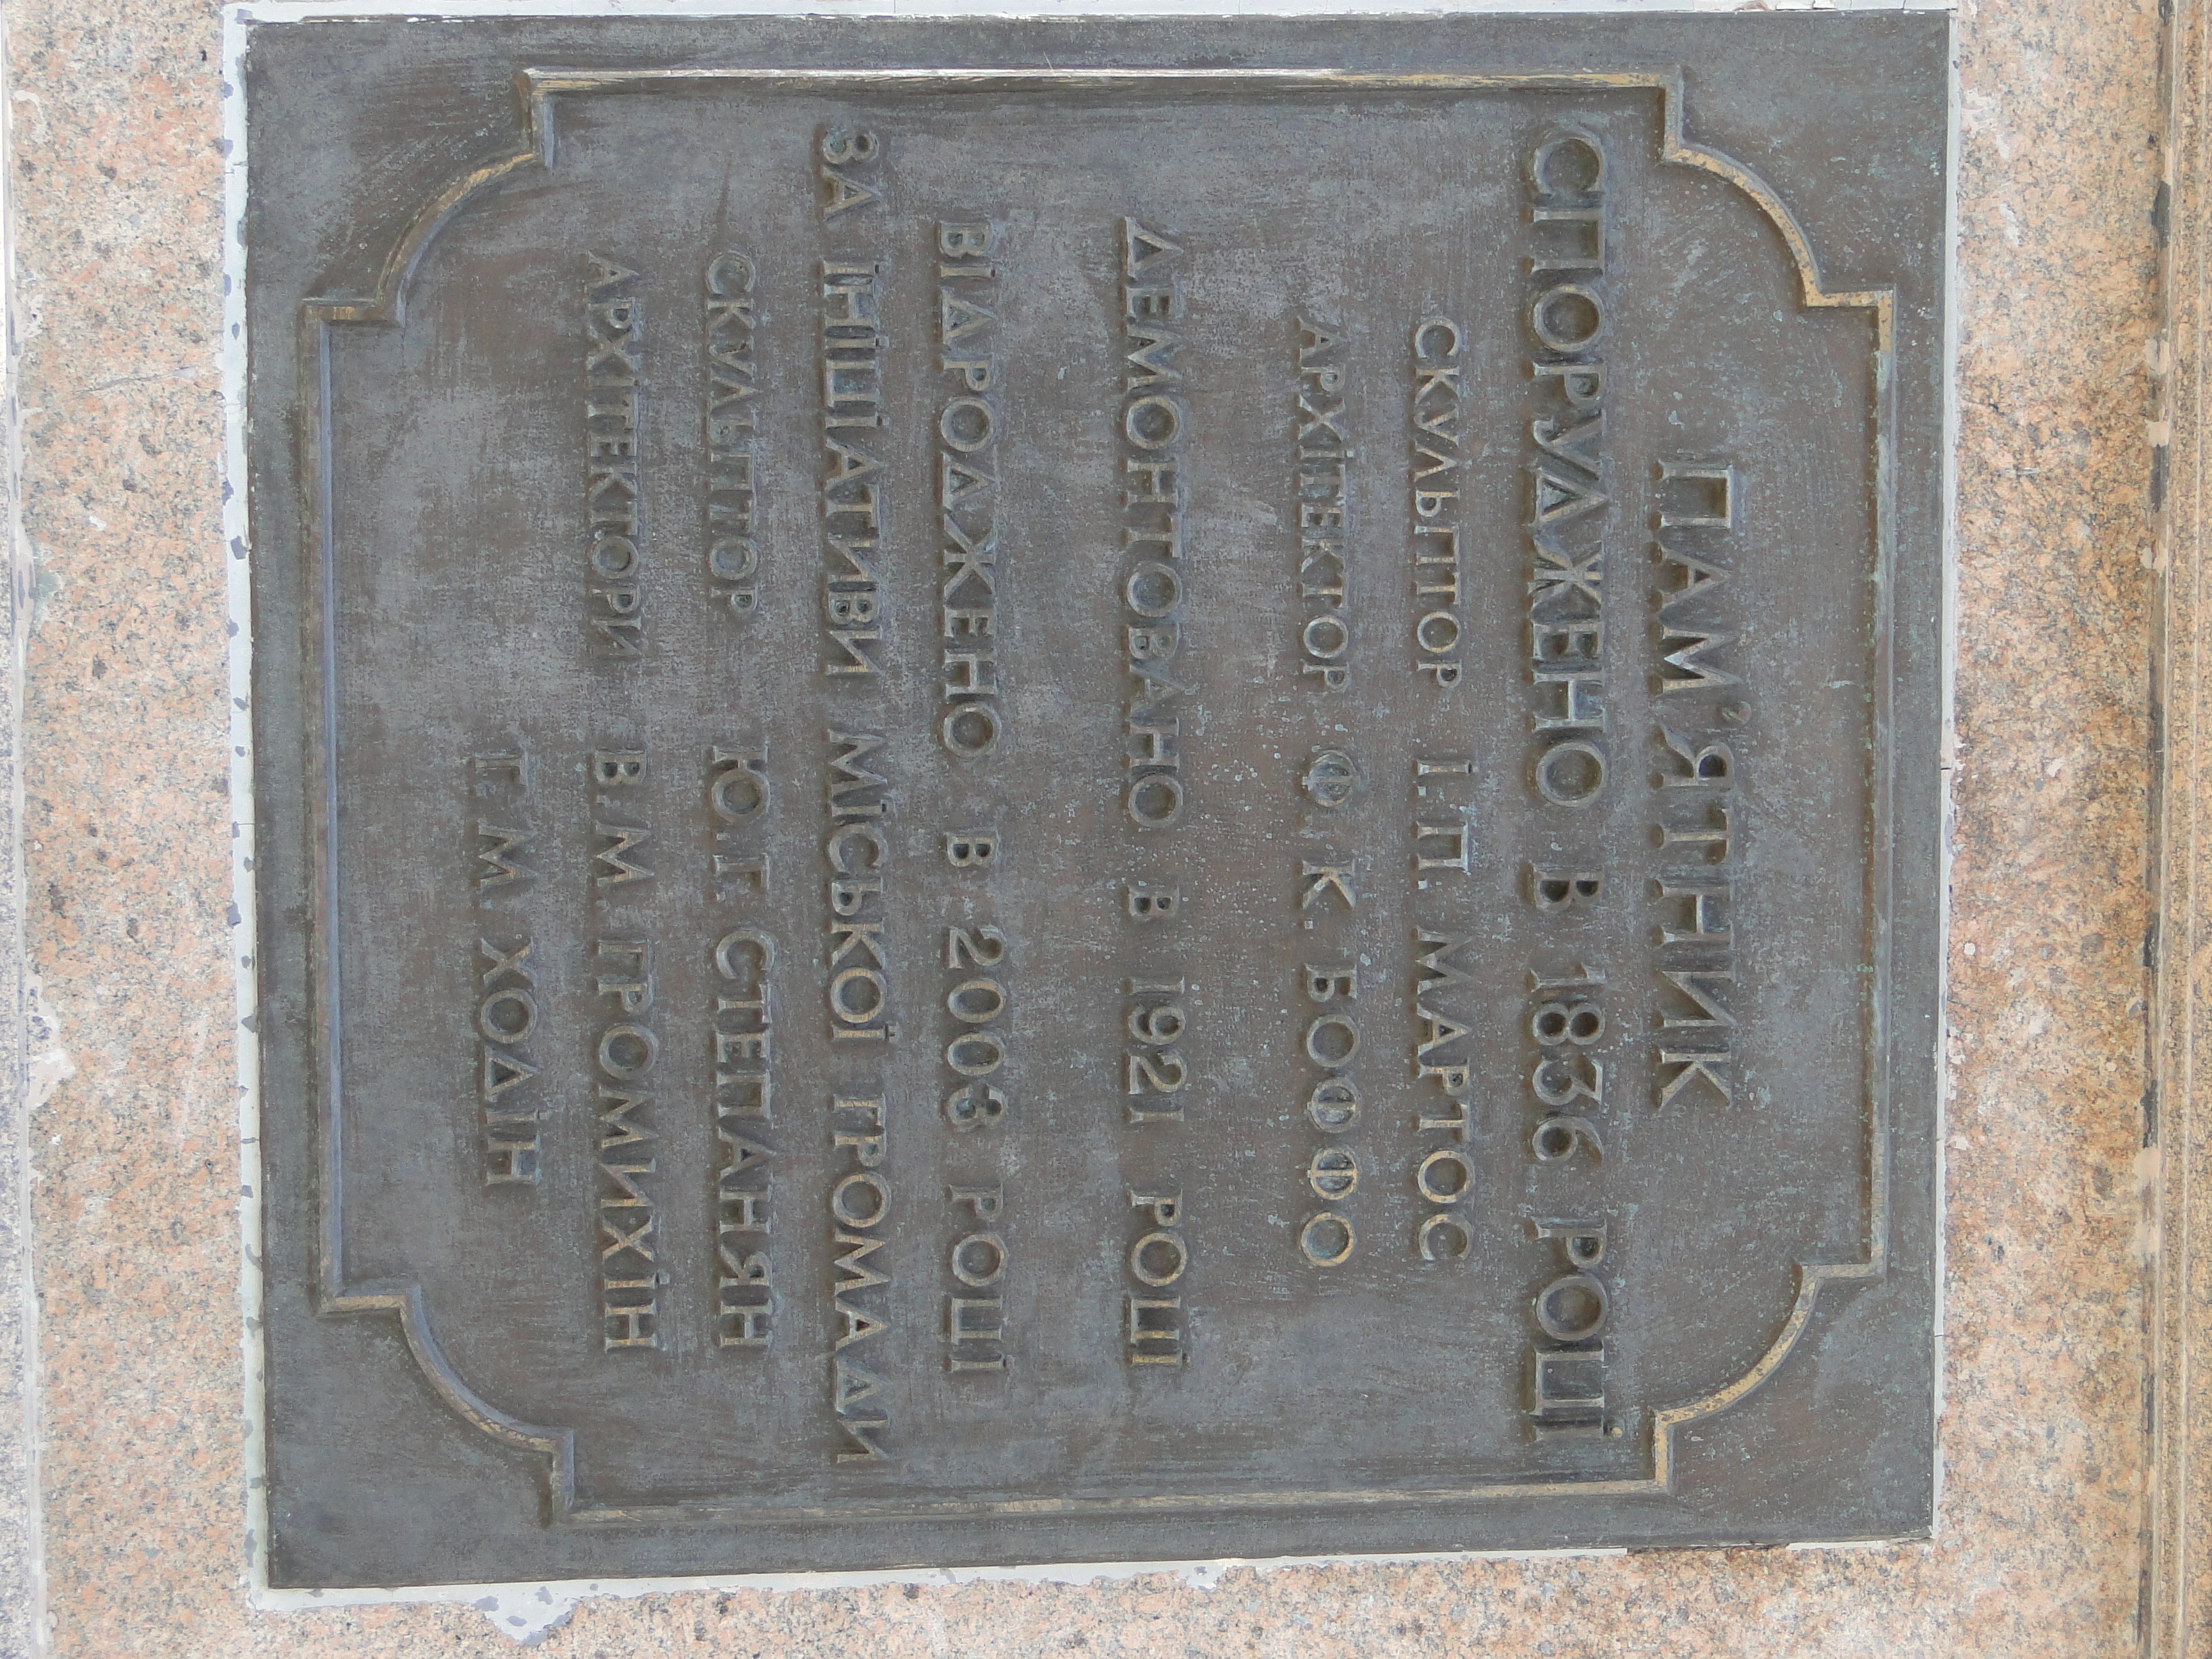 ПАМ'ЯТНИК
СПОРУДЖЕНО В 1836 РОЦІ
СКУЛЬПТОР І. П. МАРТОС
АРХІТЕКТОР Ф. К. БОФФО
ДЕМОНТОВАНО В 1921 РОЦІ
ВІДРОДЖЕНО В 2003 РОЦІ
ЗА ІНІЦІАТИВИ МІСЬКОЇ ГРОМАДИ
СКУЛЬПТОР Ю. Г. СТЕПАНЯН
АРХІТЕКТОРИ В. М. ГРОМИХІН
Г. М. ХОДІН